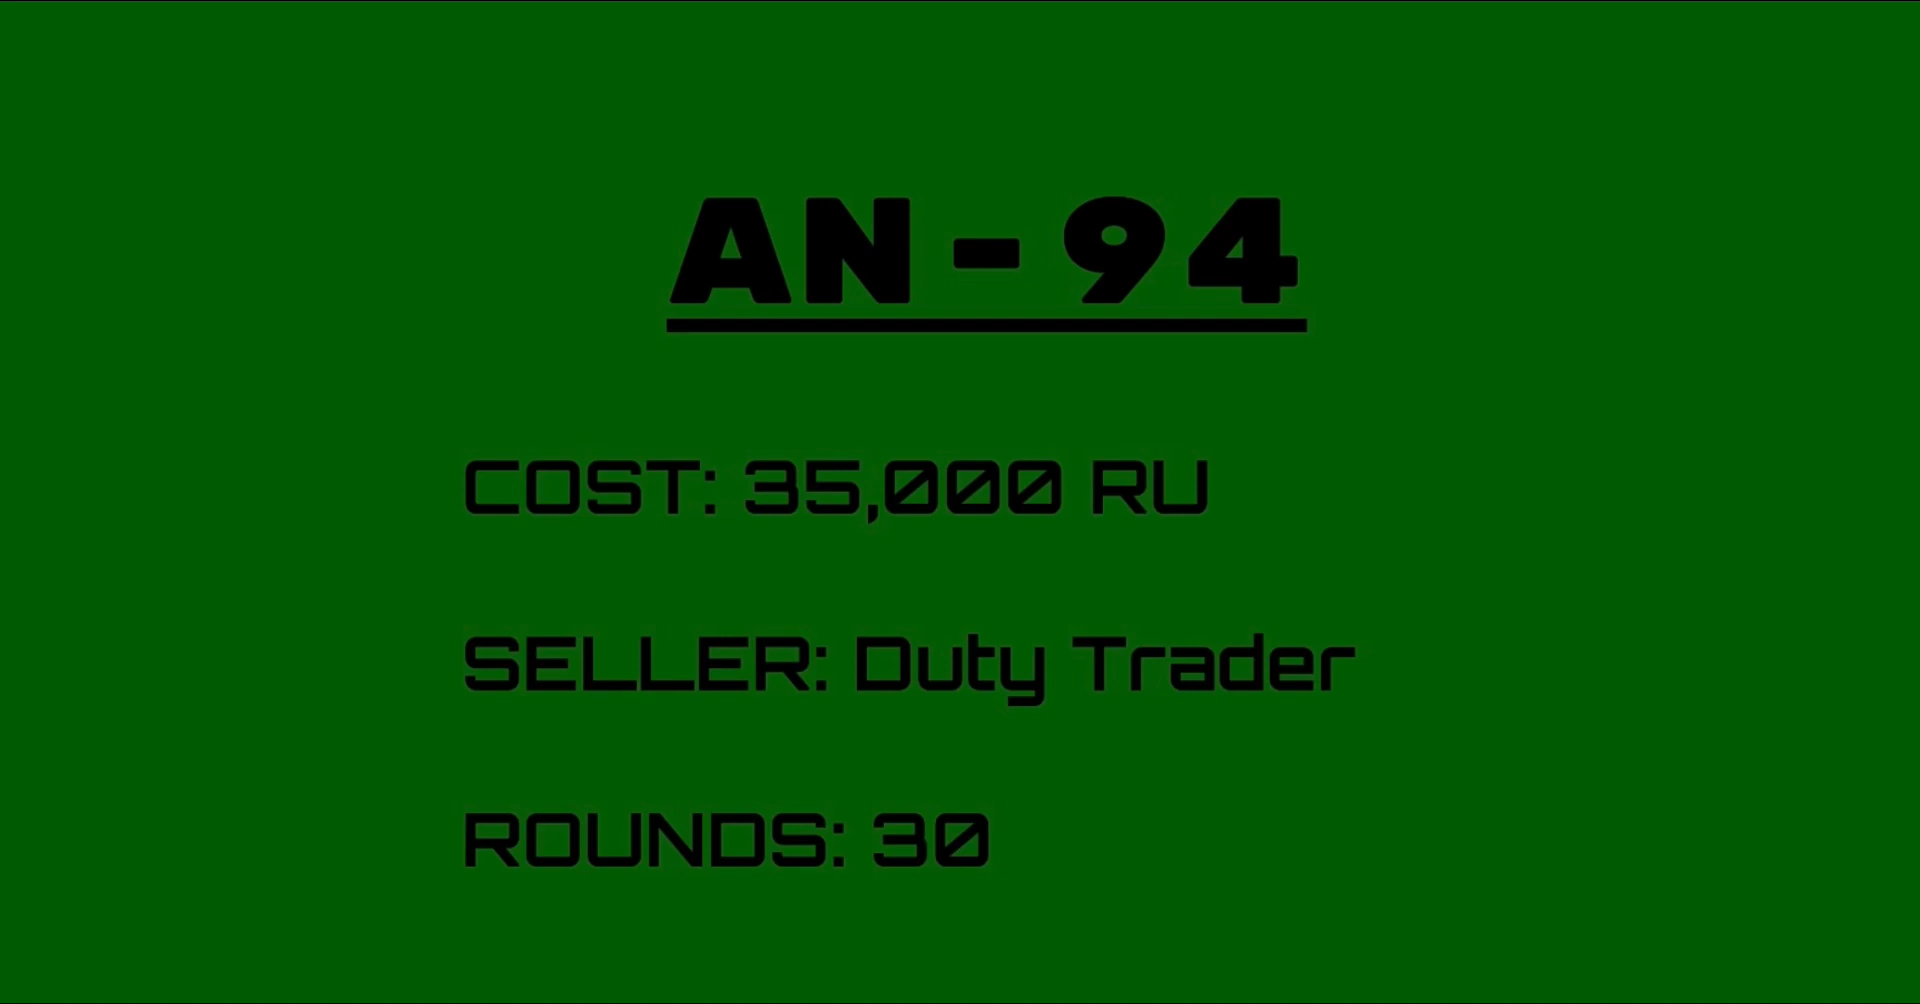 AN-94
COST: 35,000 RU
SELLER: Duty Trader
ROUNDS: 30